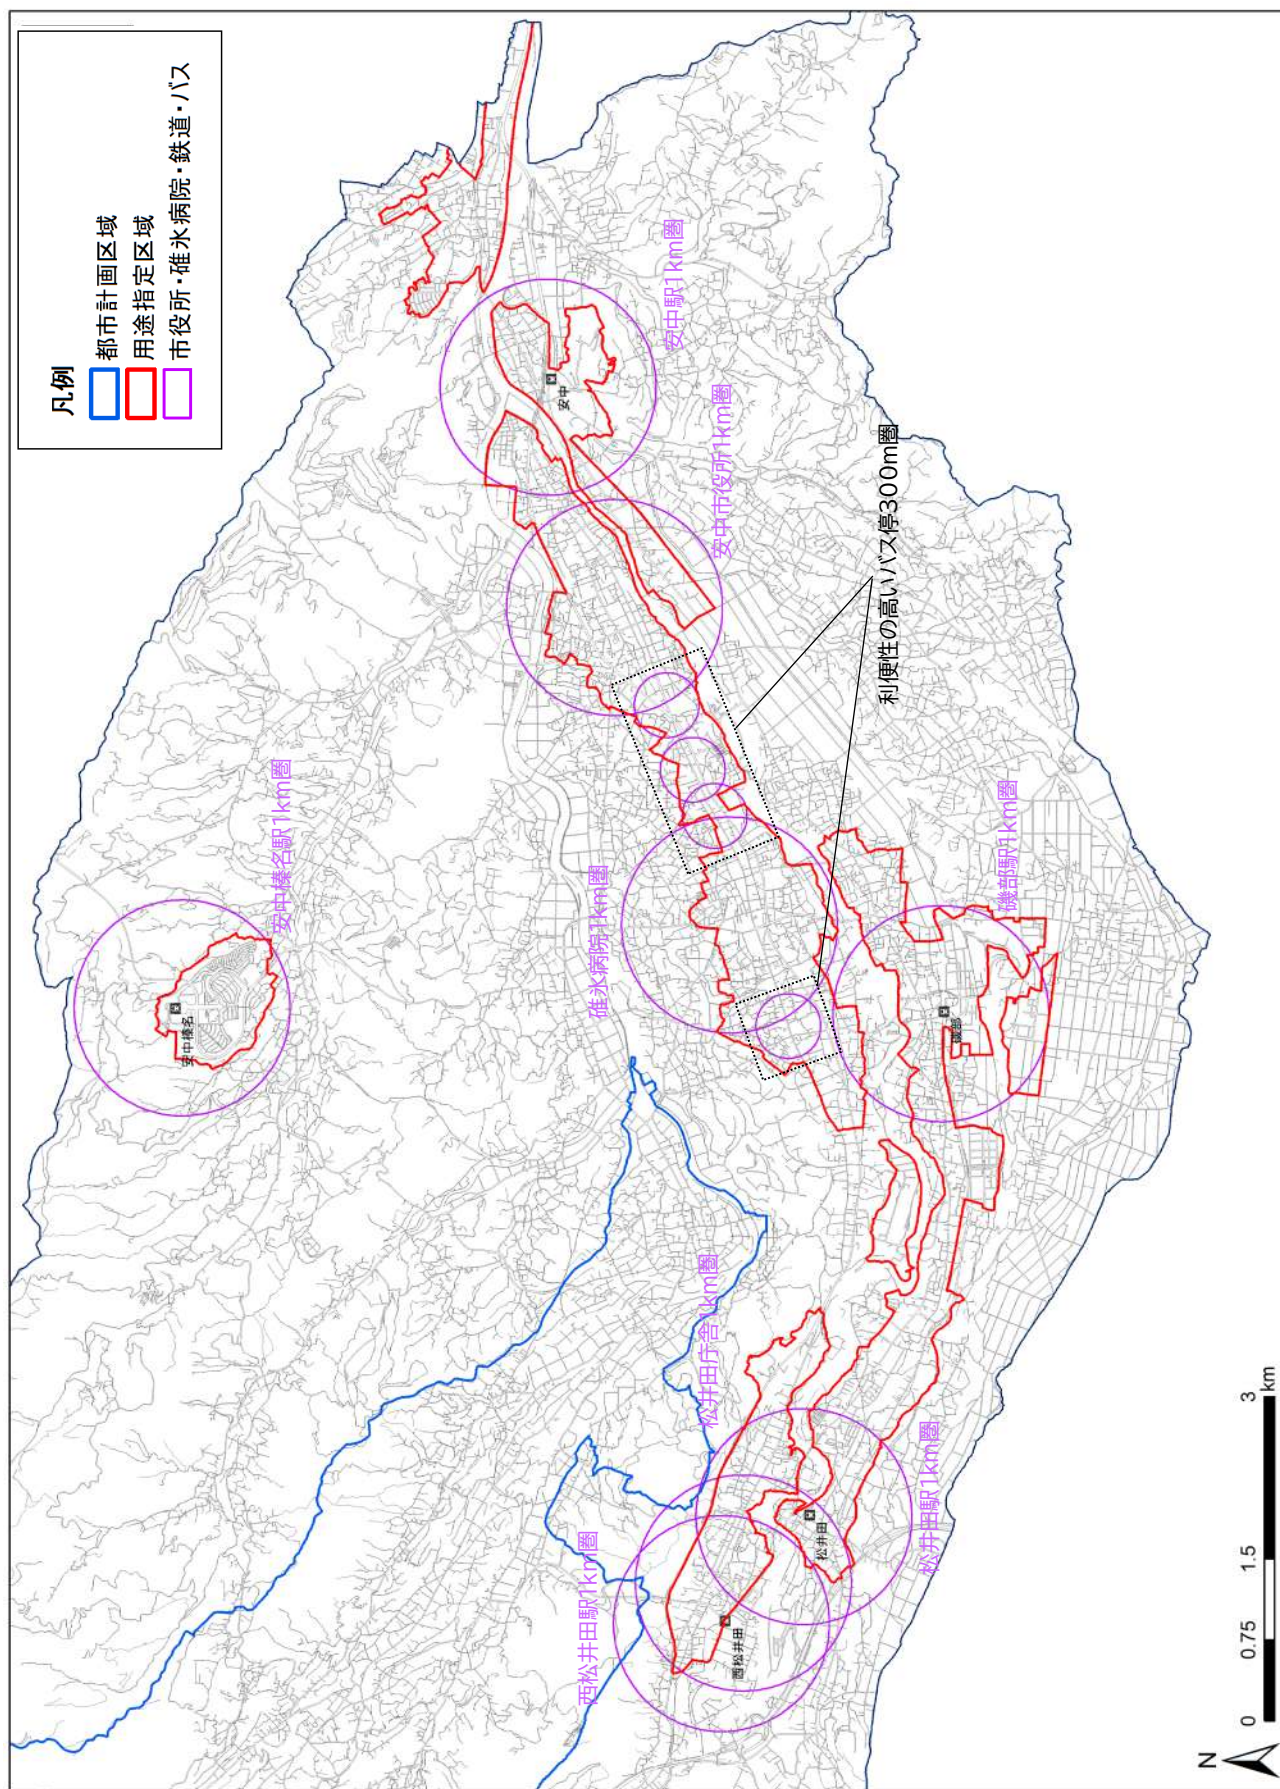 凡例
都市計画区域
用途指定区域
市役所・碓氷病院・鉄道・バス
安中榛名駅1km圏
安中榛名
安中駅1km圏
安中
安中市役所1km圏
利便性の高いバス停300m圏
碓氷病院1km圏
磯部駅1km圏
磯部
松井田庁舎1km圏
西松井田駅1km圏
西松井田
松井田駅1km圏
松井田
N
0 0.75 1.5 3 km